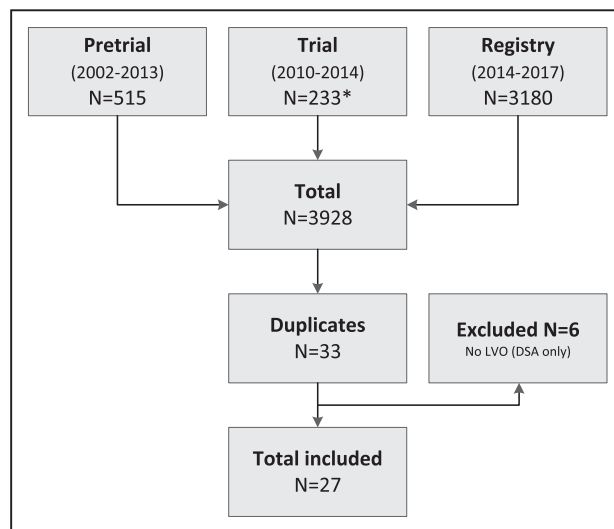 Pretrial
(2002-2013)
N=515
Trial
(2010-2014)
N=233*
Registry
(2014-2017)
N=3180
Total
N=3928
Duplicates
N=33
Excluded N=6
No LVO (DSA only)
Total included
N=27